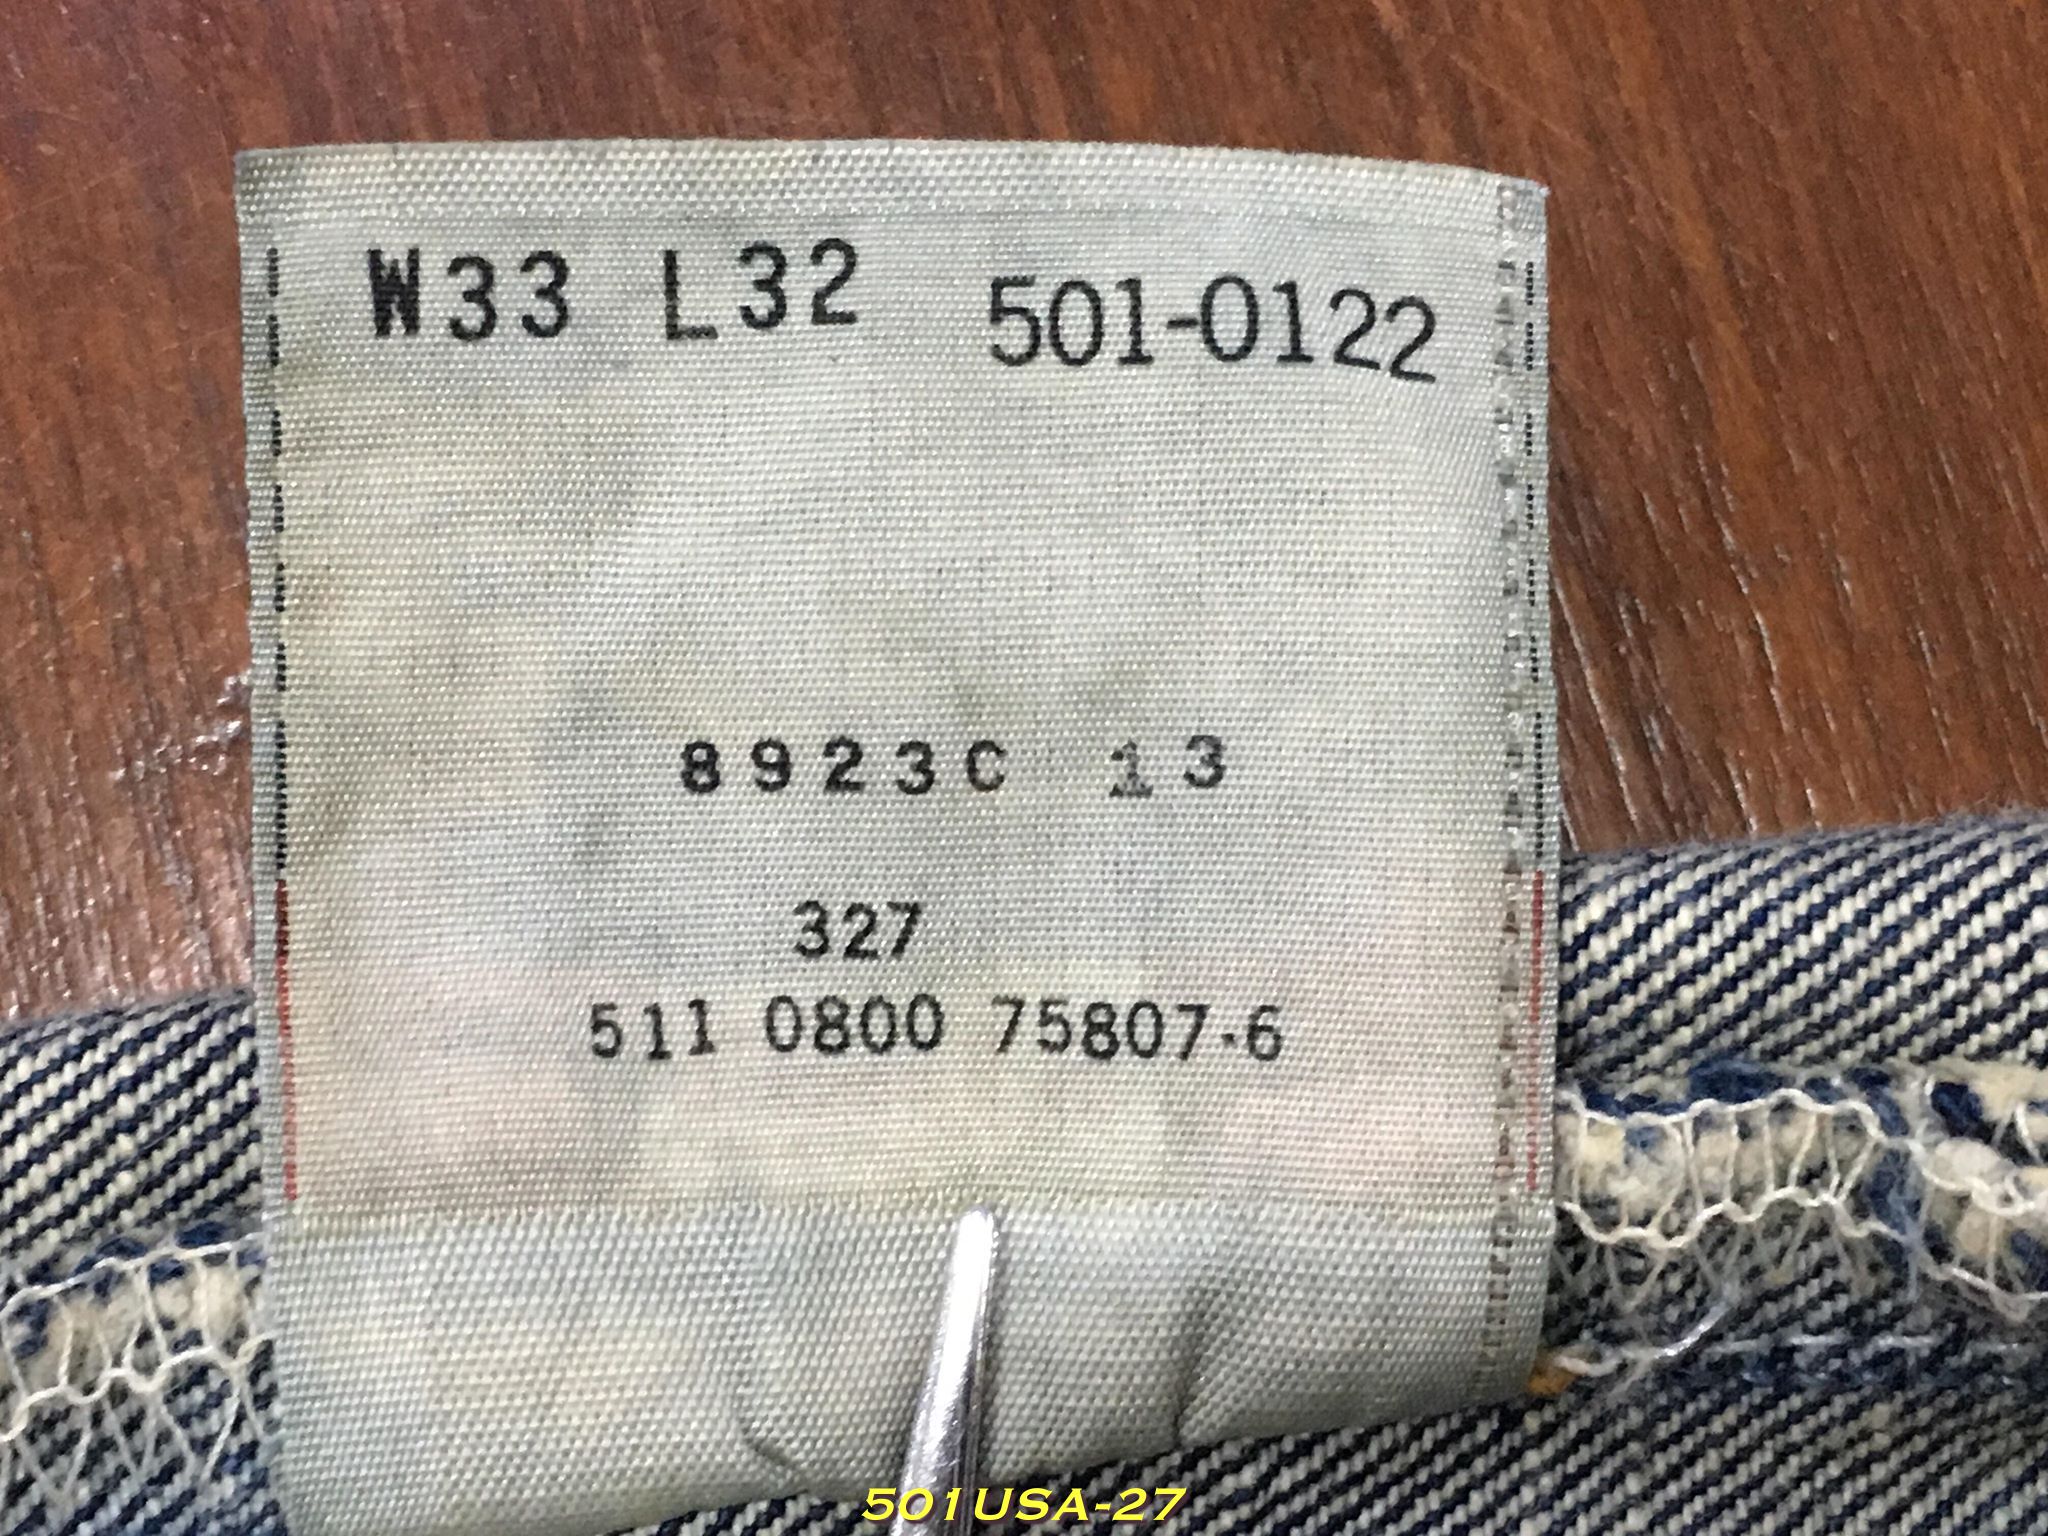 W33 L32 501-0122
8923C 13
327
511 0800 75807-6
501USA-27